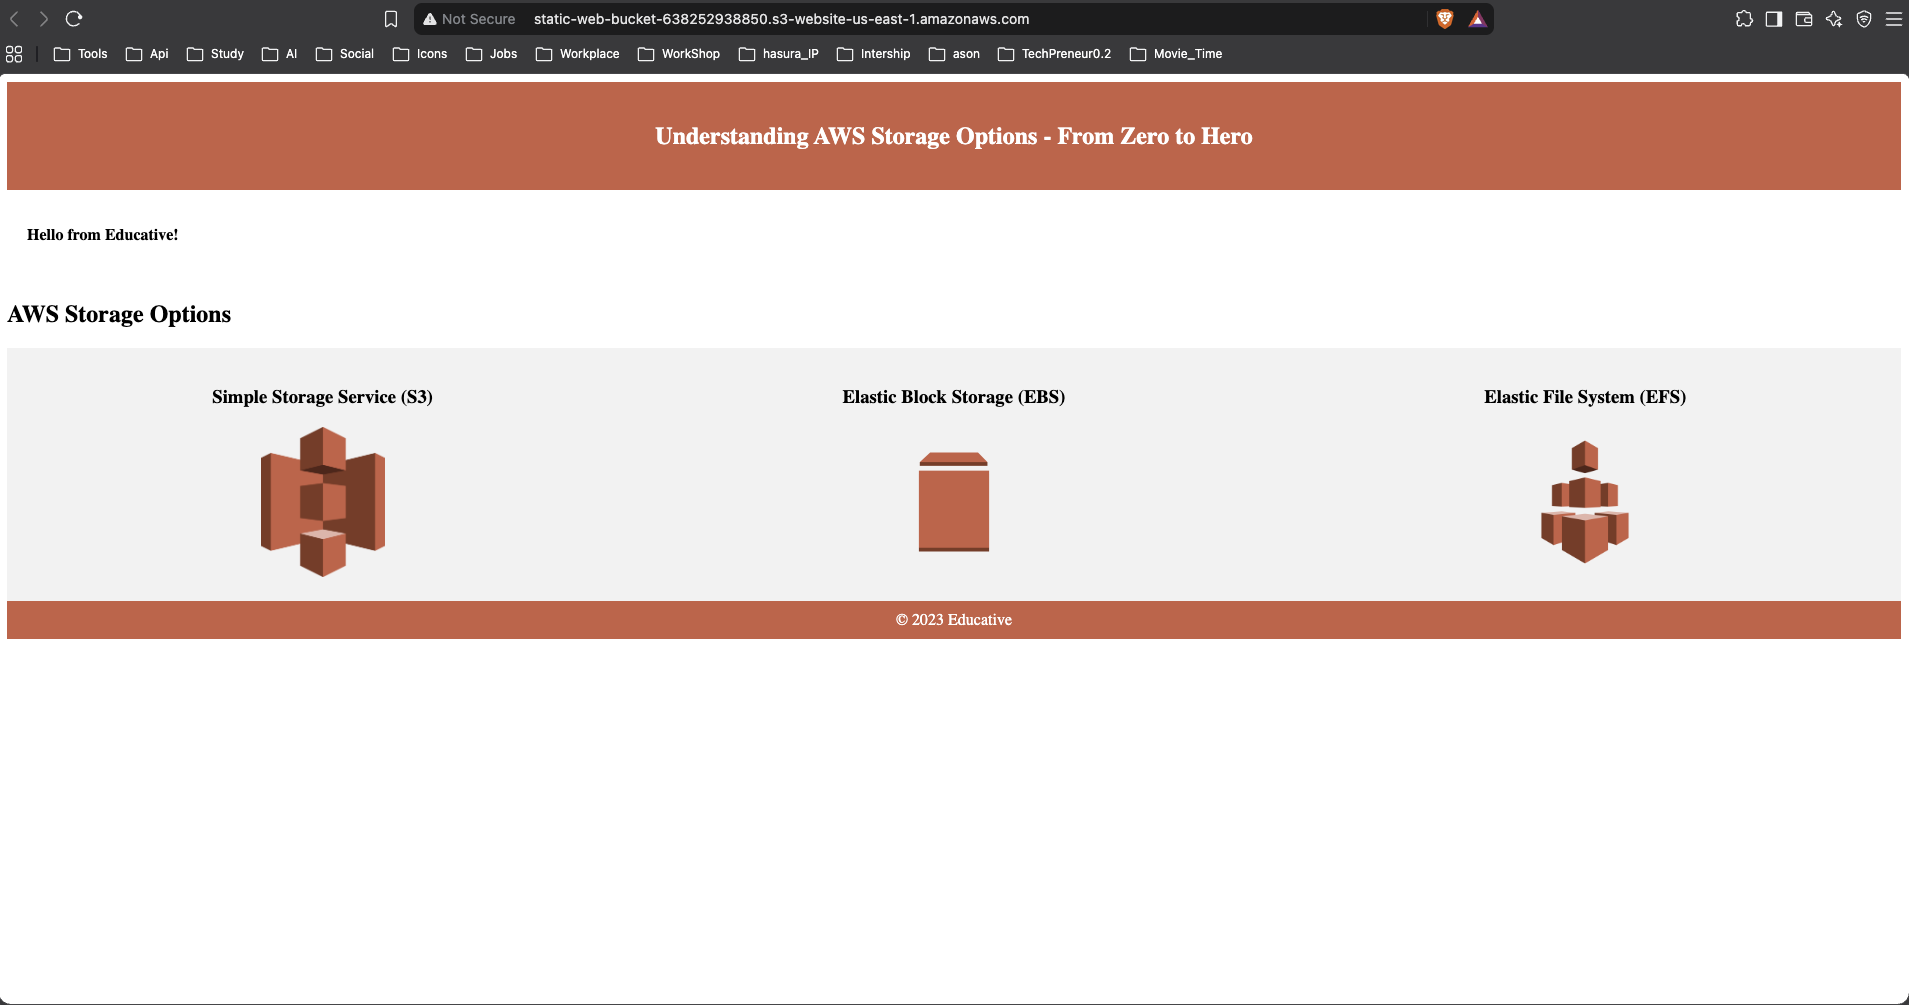 Not Secure static-web-bucket-638252938850.s3-website-us-east-1.amazonaws.com
Tools Api Study AI Social Icons Jobs Workplace WorkShop hasura_IP Intership ason TechPreneur0.2 Movie_Time
Understanding AWS Storage Options - From Zero to Hero
Hello from Educative!
AWS Storage Options
Simple Storage Service (S3) Elastic Block Storage (EBS) Elastic File System (EFS)
© 2023 Educative